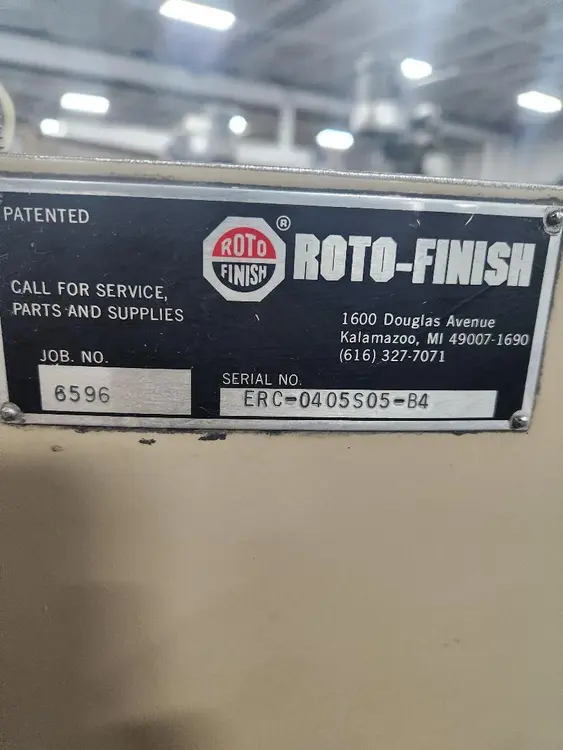 PATENTED
ROTO
FINISH
®
ROTO-FINISH
CALL FOR SERVICE,
PARTS AND SUPPLIES
1600 Douglas Avenue
Kalamazoo, MI 49007-1690
(616) 327-7071
JOB. NO.
6596
SERIAL NO.
ERC-0405S05-B4